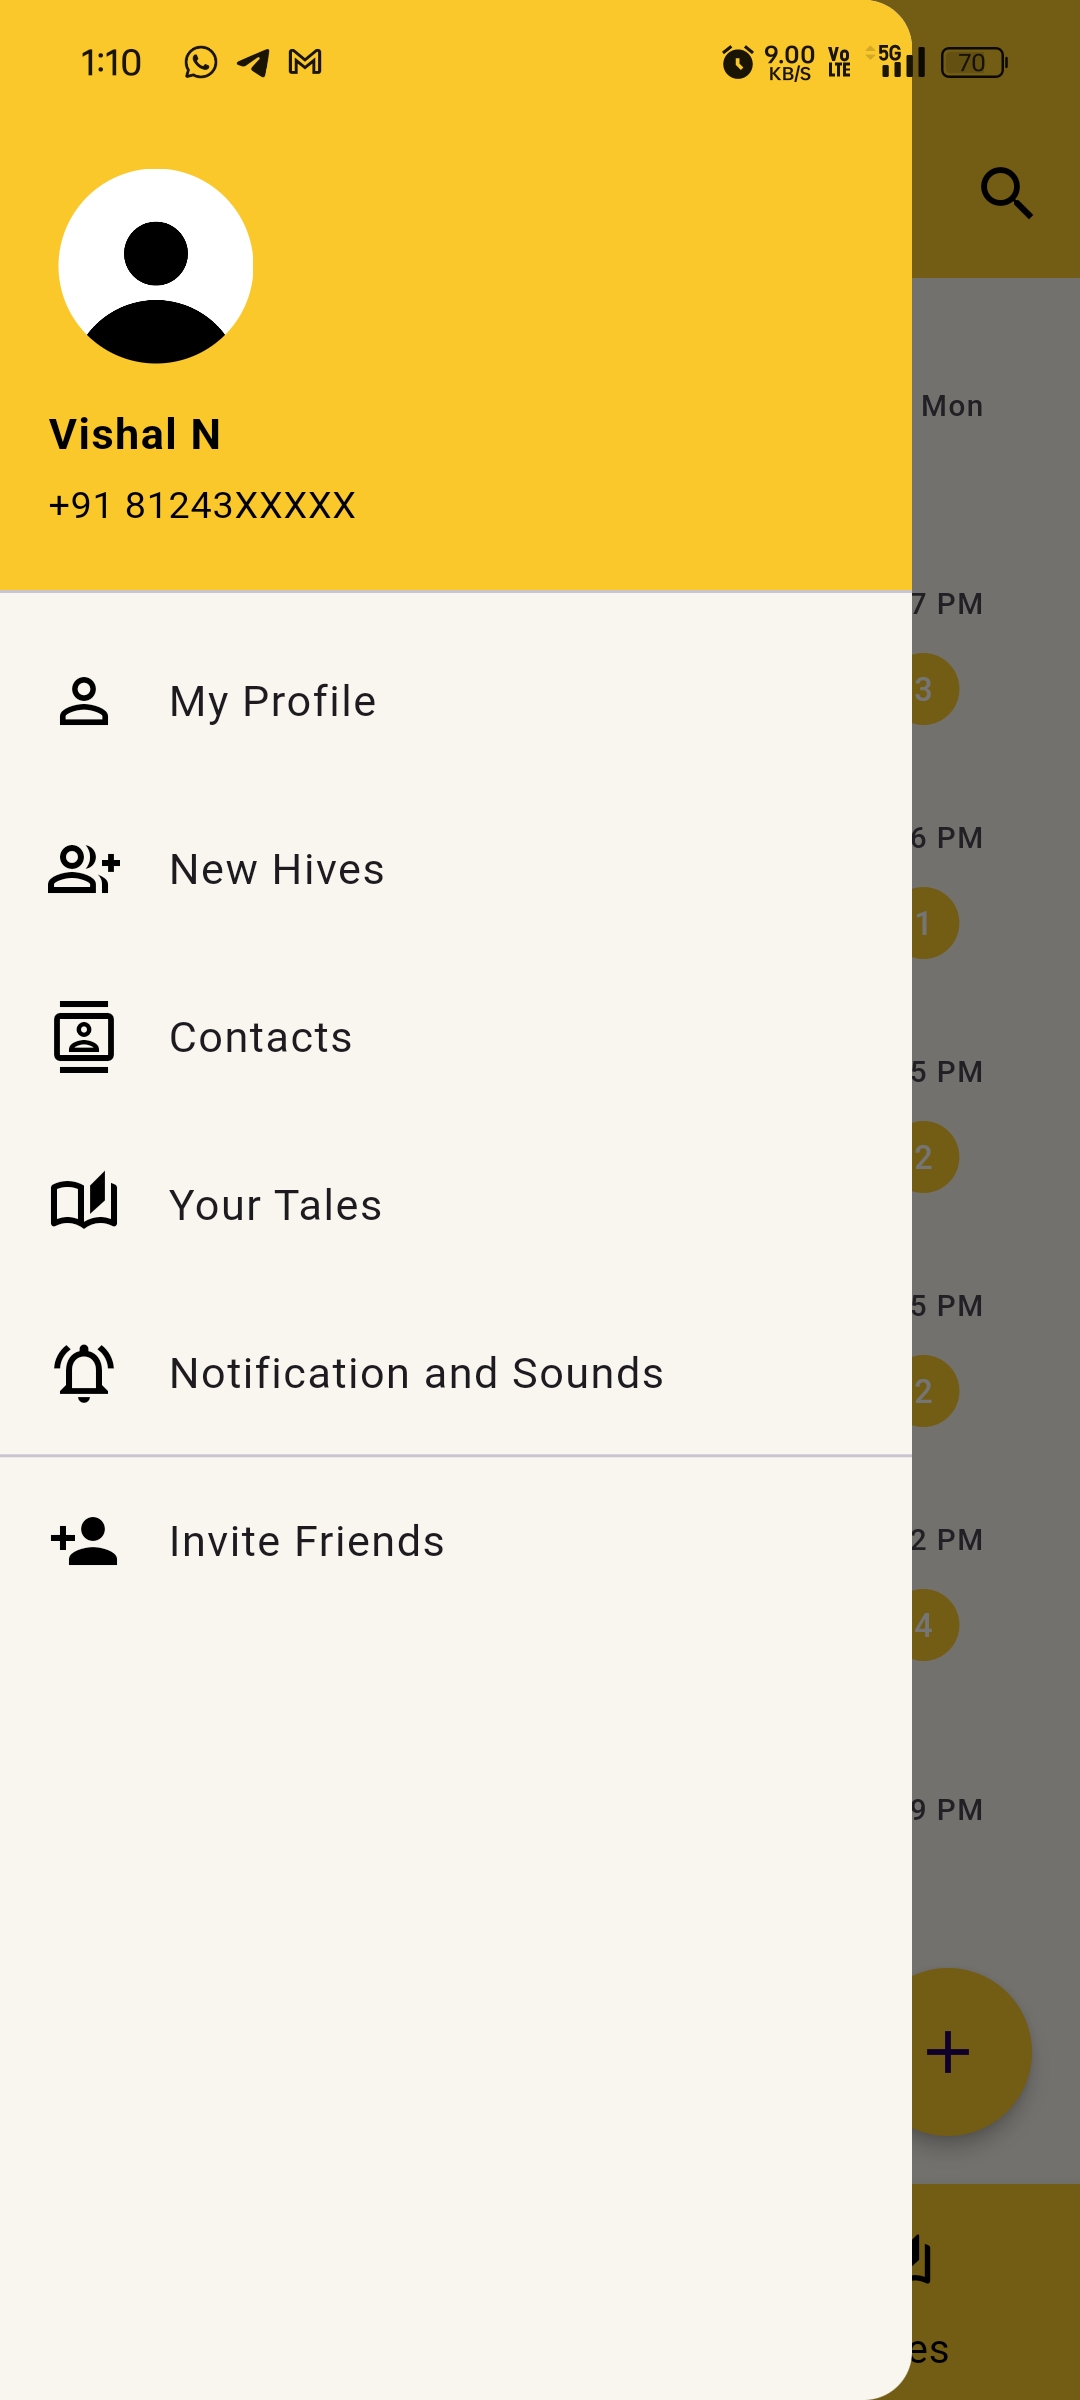 1:10 9.00 KB/S Vo LTE 5G 70
Vishal N
+91 81243XXXXX
Mon
7 PM
3
My Profile
6 PM
New Hives
1
Contacts
5 PM
2
Your Tales
5 PM
Notification and Sounds
2
Invite Friends
2 PM
4
9 PM
es